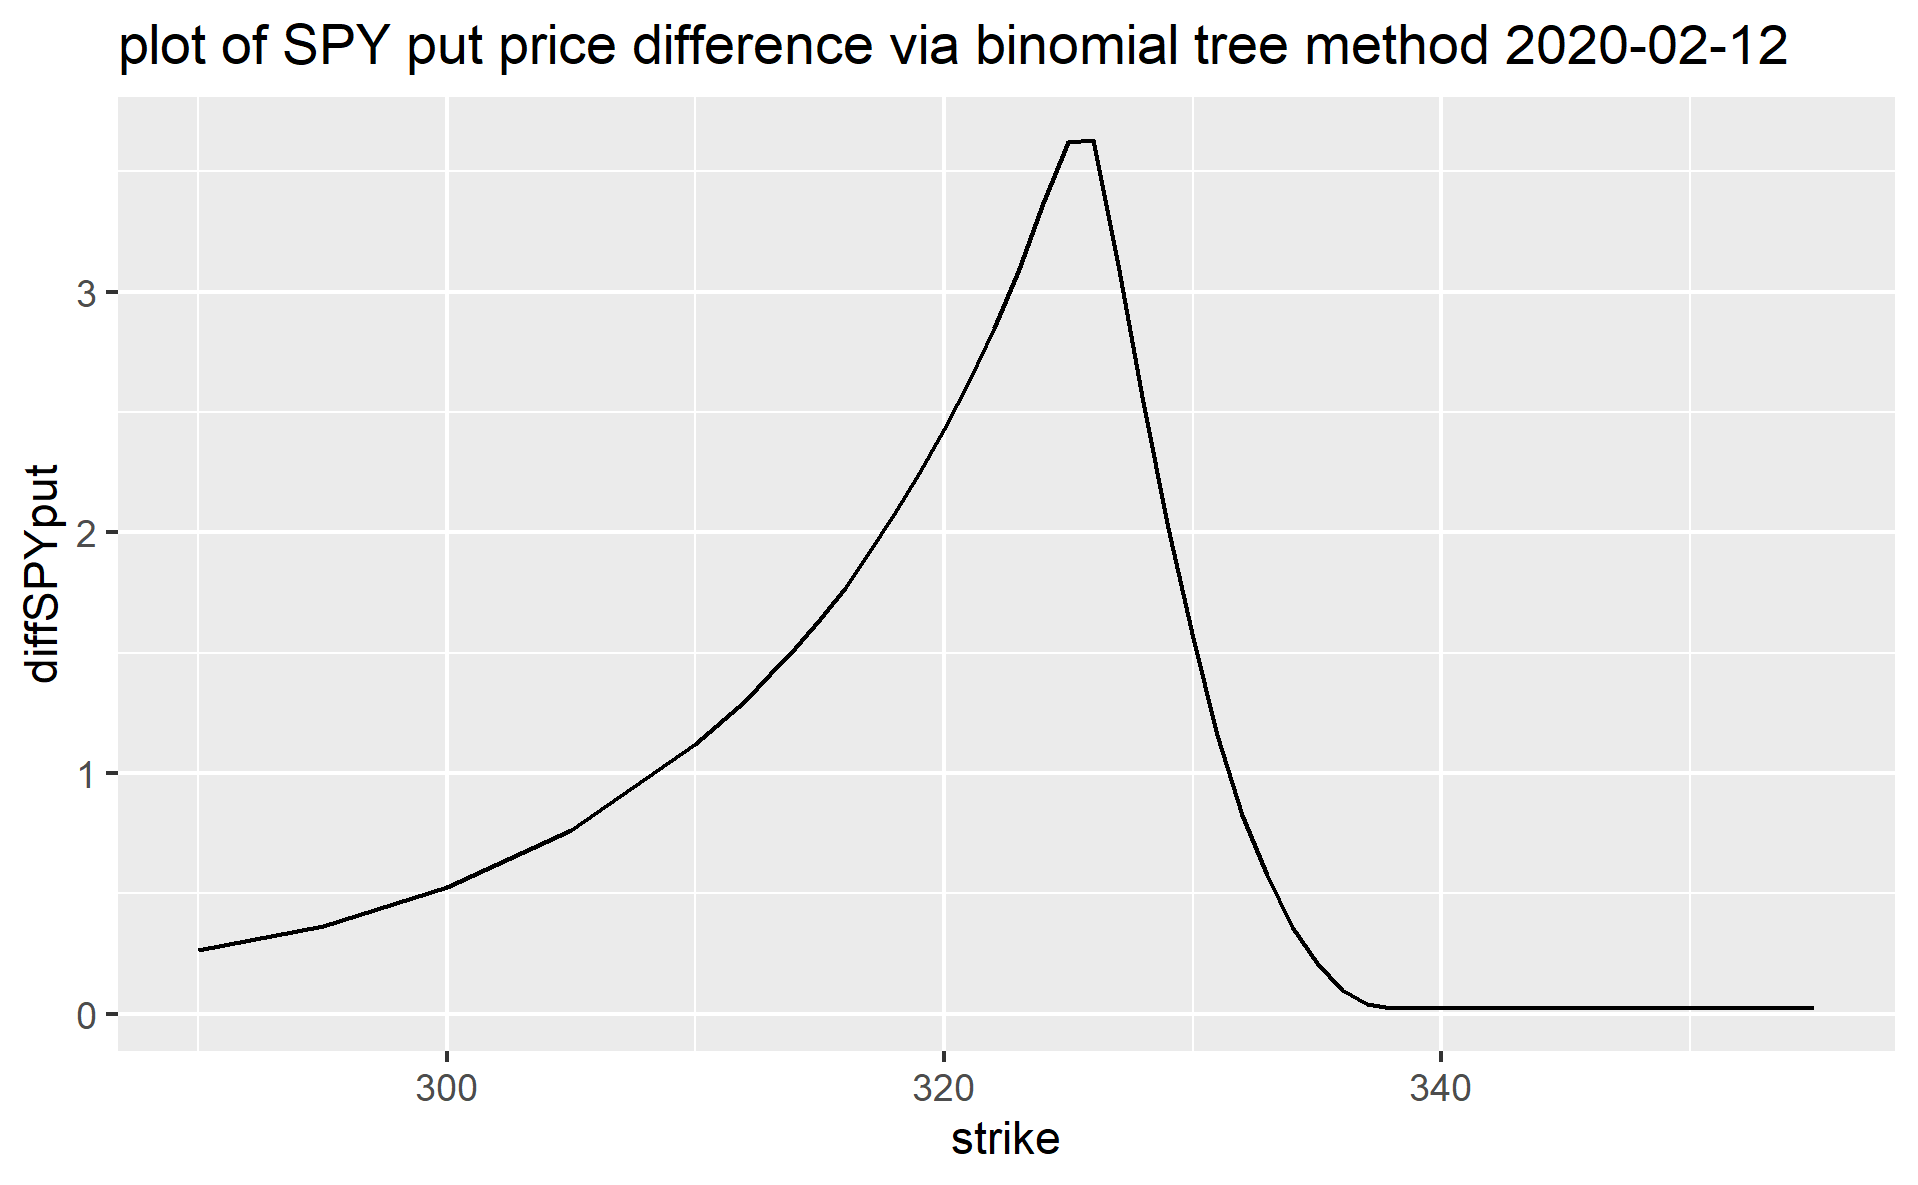 plot of SPY put price difference via binomial tree method 2020-02-12
diffSPYput
3
2
1
0
300
320
340
strike